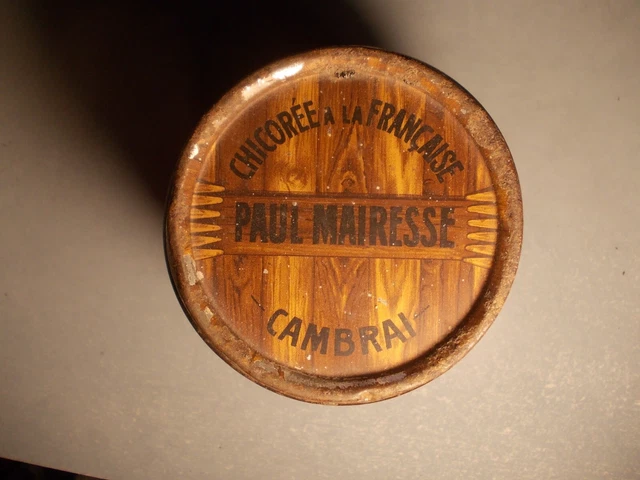 CHICORÉE A LA FRANÇAISE
PAUL MAIRESSE
CAMBRAI